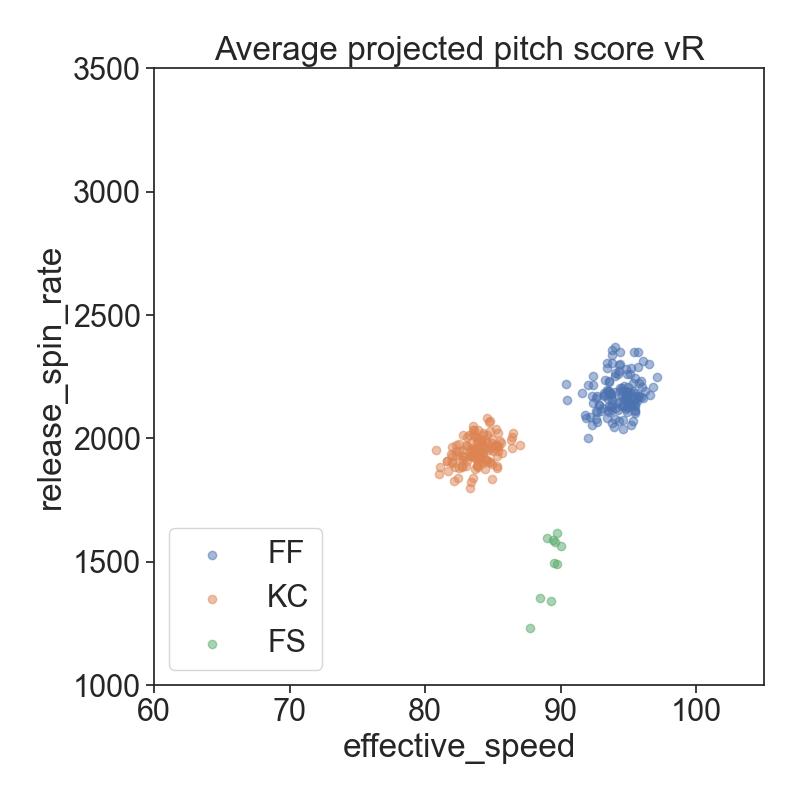 Average projected pitch score vR
3500
3000
2500
2000
1500
1000
release_spin_rate
FF
KC
FS
60
70
80
90
100
effective_speed